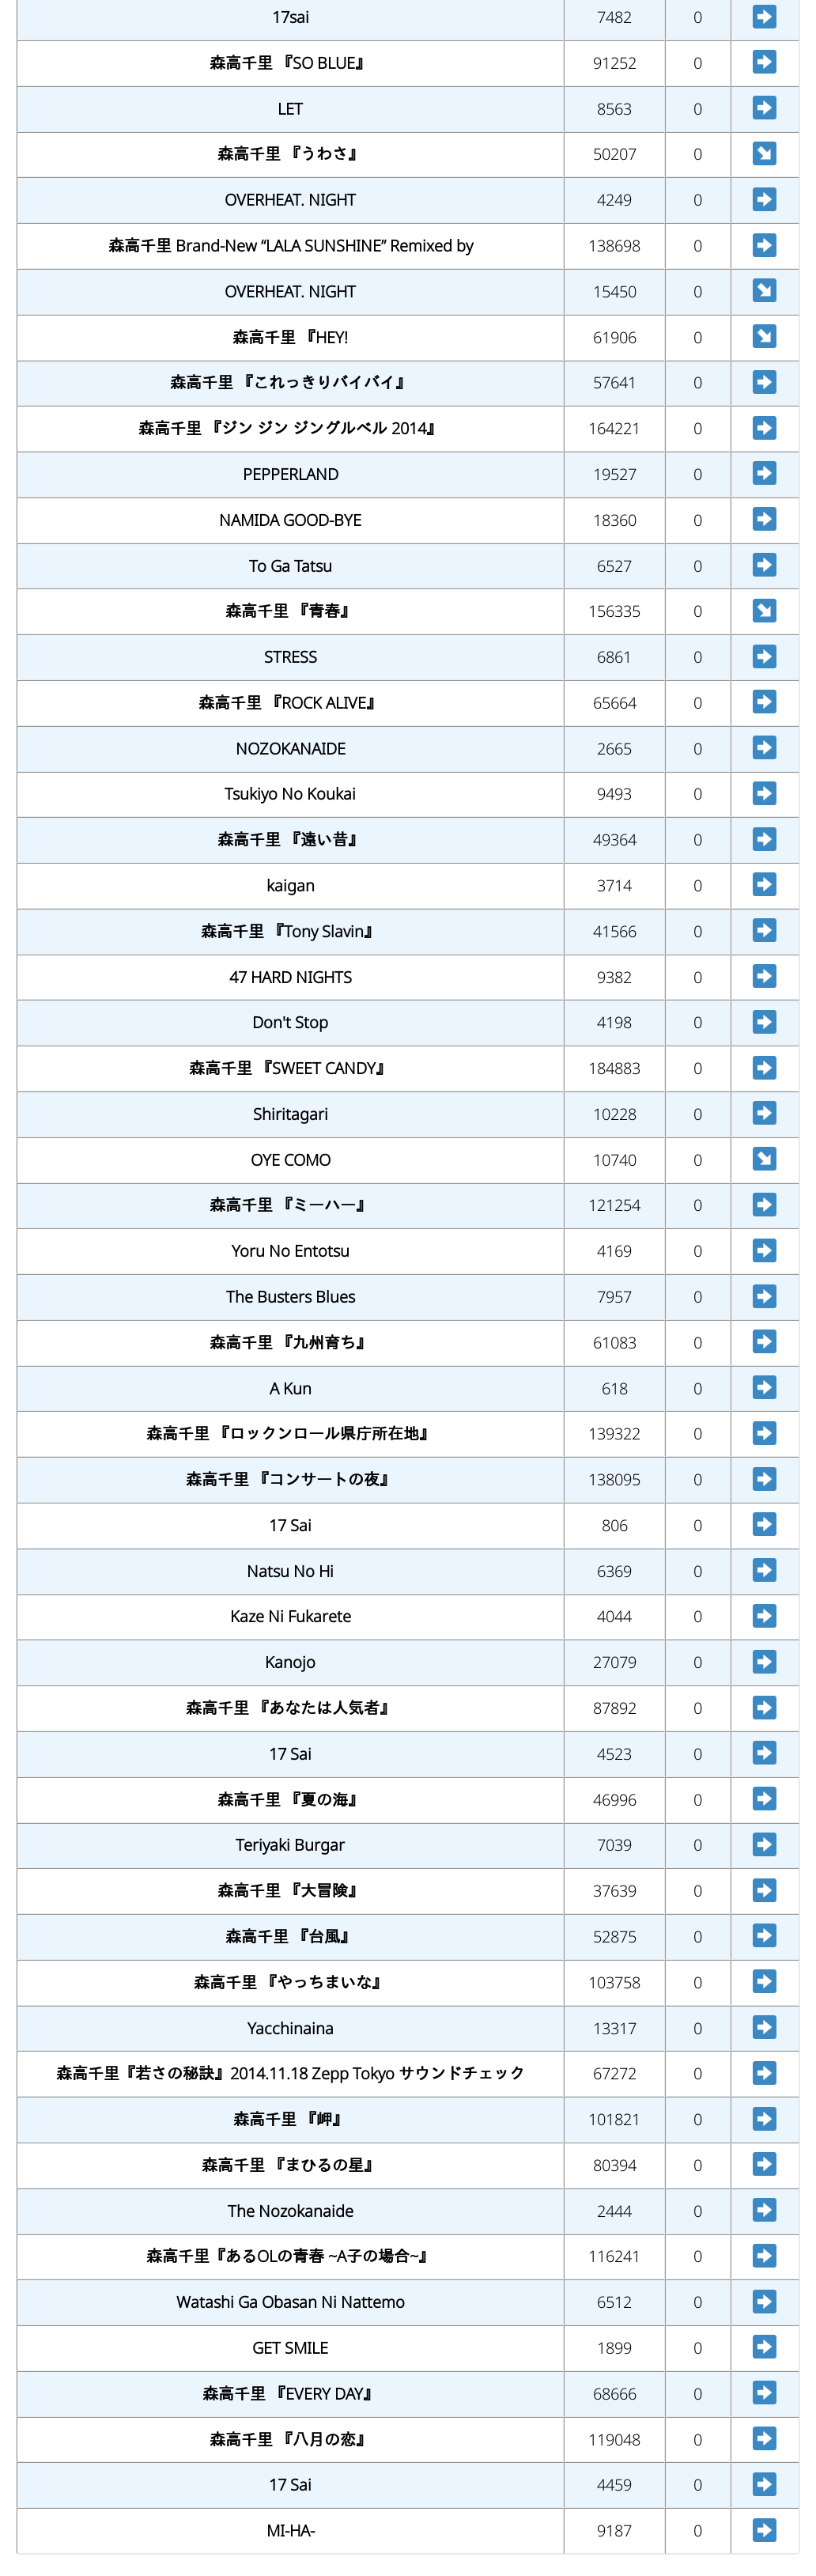 17sai 7482 0
森高千里 『SO BLUE』 91252 0
LET 8563 0
森高千里 『うわさ』 50207 0
OVERHEAT. NIGHT 4249 0
森高千里 Brand-New “LALA SUNSHINE” Remixed by 138698 0
OVERHEAT. NIGHT 15450 0
森高千里 『HEY! 61906 0
森高千里 『これっきりバイバイ』 57641 0
森高千里 『ジン ジン ジングルベル 2014』 164221 0
PEPPERLAND 19527 0
NAMIDA GOOD-BYE 18360 0
To Ga Tatsu 6527 0
森高千里 『青春』 156335 0
STRESS 6861 0
森高千里 『ROCK ALIVE』 65664 0
NOZOKANAIDE 2665 0
Tsukiyo No Koukai 9493 0
森高千里 『遠い昔』 49364 0
kaigan 3714 0
森高千里 『Tony Slavin』 41566 0
47 HARD NIGHTS 9382 0
Don't Stop 4198 0
森高千里 『SWEET CANDY』 184883 0
Shiritagari 10228 0
OYE COMO 10740 0
森高千里 『ミーハー』 121254 0
Yoru No Entotsu 4169 0
The Busters Blues 7957 0
森高千里 『九州育ち』 61083 0
A Kun 618 0
森高千里 『ロックンロール県庁所在地』 139322 0
森高千里 『コンサートの夜』 138095 0
17 Sai 806 0
Natsu No Hi 6369 0
Kaze Ni Fukarete 4044 0
Kanojo 27079 0
森高千里 『あなたは人気者』 87892 0
17 Sai 4523 0
森高千里 『夏の海』 46996 0
Teriyaki Burgar 7039 0
森高千里 『大冒険』 37639 0
森高千里 『台風』 52875 0
森高千里 『やっちまいな』 103758 0
Yacchinaina 13317 0
森高千里『若さの秘訣』2014.11.18 Zepp Tokyo サウンドチェック 67272 0
森高千里 『岬』 101821 0
森高千里 『まひるの星』 80394 0
The Nozokanaide 2444 0
森高千里『あるOLの青春 ~A子の場合~』 116241 0
Watashi Ga Obasan Ni Nattemo 6512 0
GET SMILE 1899 0
森高千里 『EVERY DAY』 68666 0
森高千里 『八月の恋』 119048 0
17 Sai 4459 0
MI-HA- 9187 0